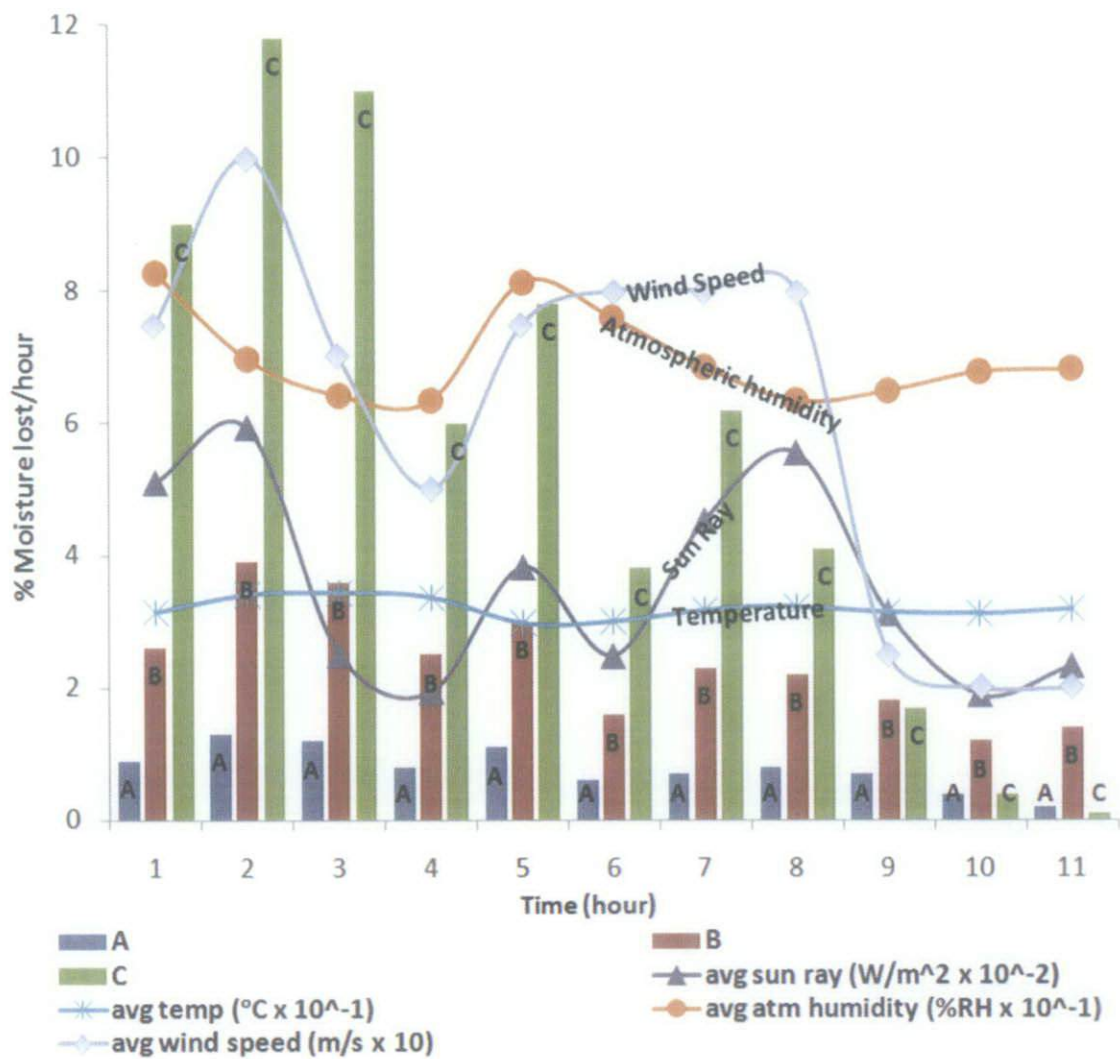 12
10
8
6
4
2
0
% Moisture lost/hour
C C C C C C C C C C C
B B B B B B B B B B B
A A A A A A A A A A A
Wind Speed
Atmospheric humidity
Sun Ray
Temperature
1 2 3 4 5 6 7 8 9 10 11
Time (hour)
A B
C avg sun ray (W/m^2 x 10^-2)
avg temp (°C x 10^-1) avg atm humidity (%RH x 10^-1)
avg wind speed (m/s x 10)